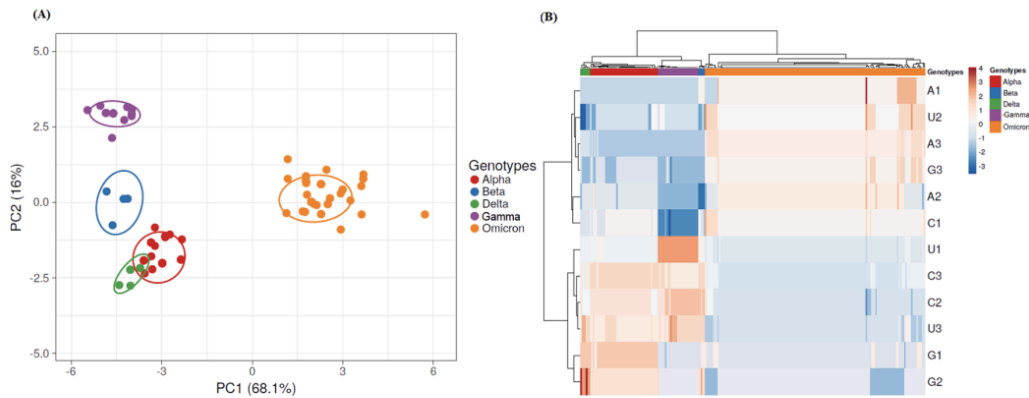 (A)
5.0
2.5
0.0
-2.5
-5.0
PC2 (16%)
-6
-3
0
3
6
PC1 (68.1%)
Genotypes
Alpha
Beta
Delta
Gamma
Omicron
(B)
Genotypes
A1
U2
A3
G3
A2
C1
U1
C3
C2
U3
G1
G2
4
3
2
1
0
-1
-2
-3
Genotypes
Alpha
Beta
Delta
Gamma
Omicron